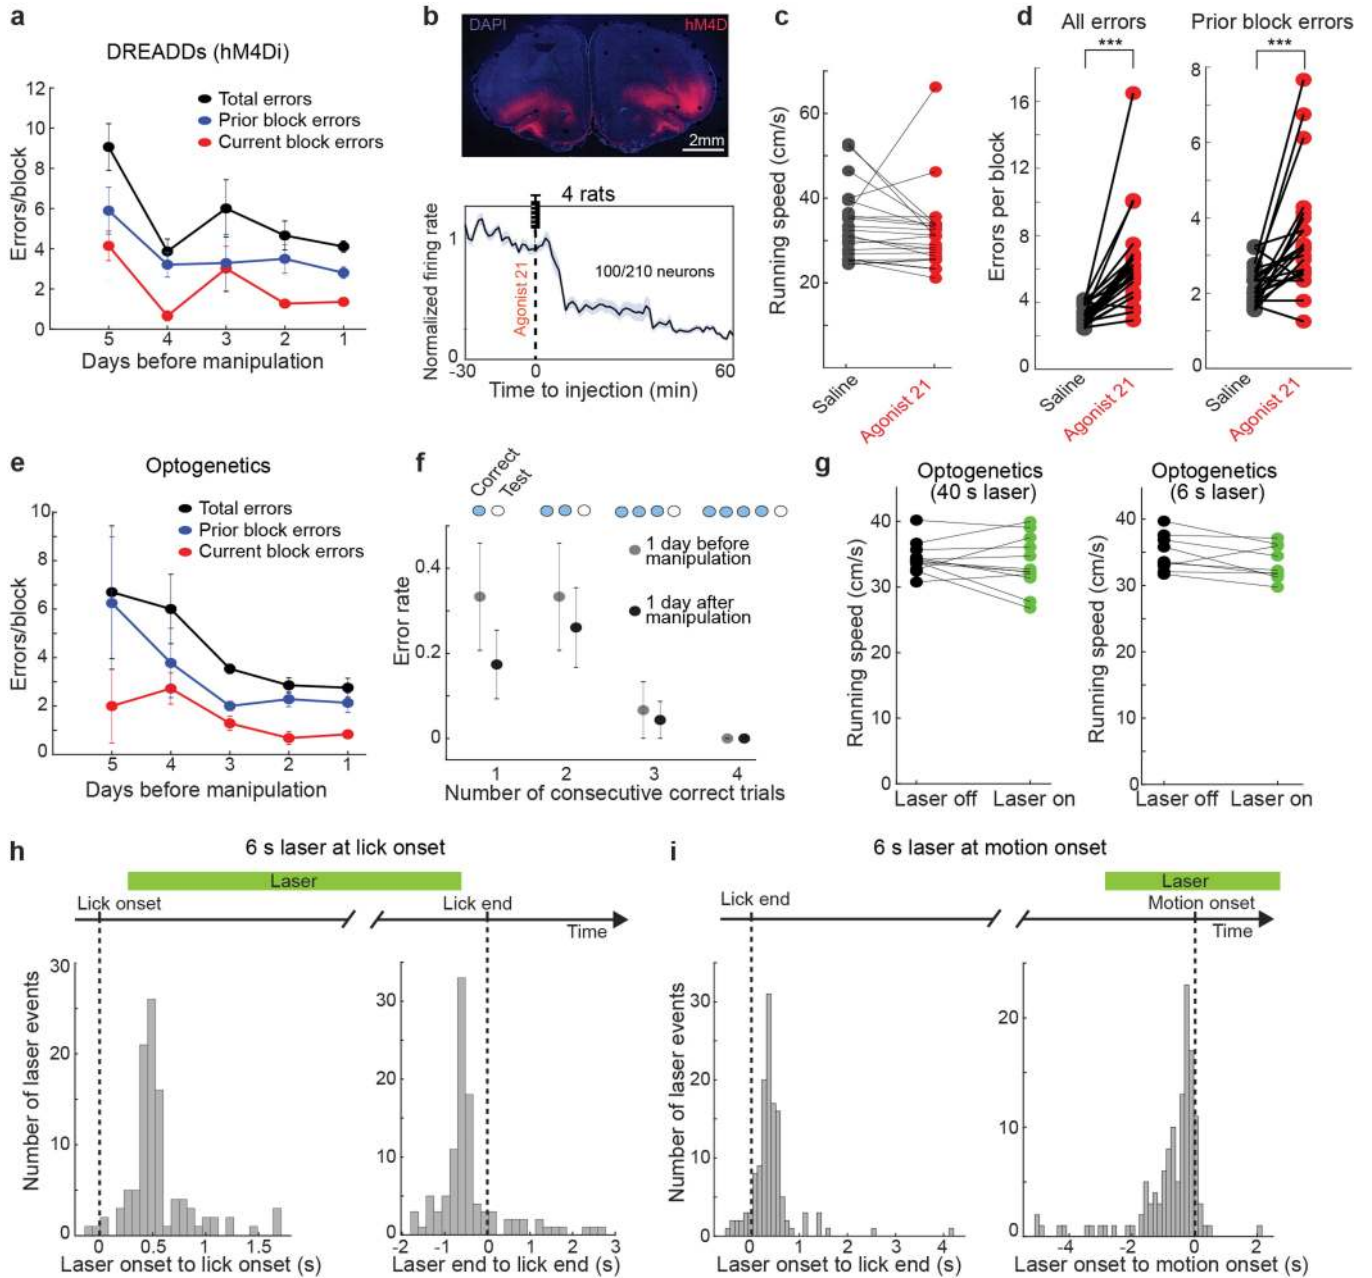 a
DREADDs (hM4Di)
12
10
8
6
4
2
0
Errors/block
Total errors
Prior block errors
Current block errors
5 4 3 2 1
Days before manipulation
b
DAPI
hM4D
2mm
4 rats
Normalized firing rate
1
0
Agonist 21
100/210 neurons
-30 0 60
Time to injection (min)
c
Running speed (cm/s)
60
40
20
Saline
Agonist 21
d
All errors
***
Errors per block
16
12
8
4
0
Saline
Agonist 21
Prior block errors
***
8
6
4
2
0
Saline
Agonist 21
e
Optogenetics
10
8
6
4
2
0
Errors/block
Total errors
Prior block errors
Current block errors
5 4 3 2 1
Days before manipulation
f
Correct
Test
Error rate
0.4
0.2
0
1 day before
manipulation
1 day after
manipulation
1 2 3 4
Number of consecutive correct trials
g
Optogenetics
(40 s laser)
Running speed (cm/s)
40
30
20
10
0
Laser off Laser on
Optogenetics
(6 s laser)
Running speed (cm/s)
40
30
20
10
0
Laser off Laser on
h
6 s laser at lick onset
Laser
Lick onset
Lick end
Time
Number of laser events
30
20
10
0
0 0.5 1 1.5
Laser onset to lick onset (s)
30
20
10
0
-2 -1 0 1 2 3
Laser end to lick end (s)
i
6 s laser at motion onset
Laser
Lick end
Motion onset
Time
Number of laser events
30
20
10
0
0 2 4
Laser onset to lick end (s)
20
10
0
-4 -2 0 2
Laser onset to motion onset (s)